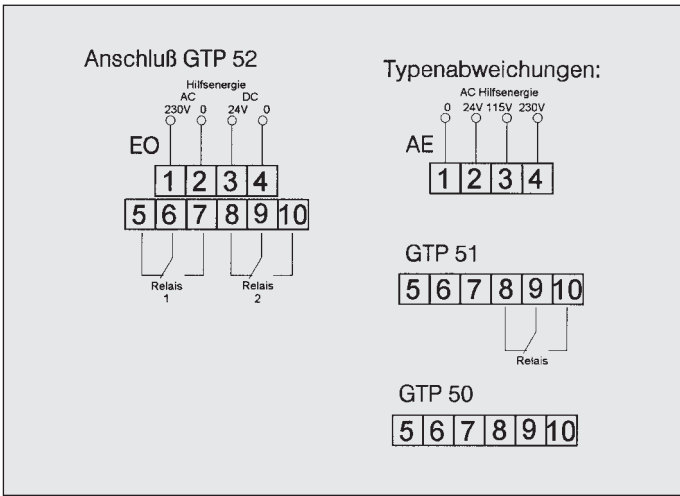 Anschluß GTP 52
Hilfsenergie
AC DC
230V 0 24V 0
EO
1 2 3 4
5 6 7 8 9 10
Relais 1
Relais 2
Typenabweichungen:
AC Hilfsenergie
0 24V 115V 230V
AE
1 2 3 4
GTP 51
5 6 7 8 9 10
Relais
GTP 50
5 6 7 8 9 10